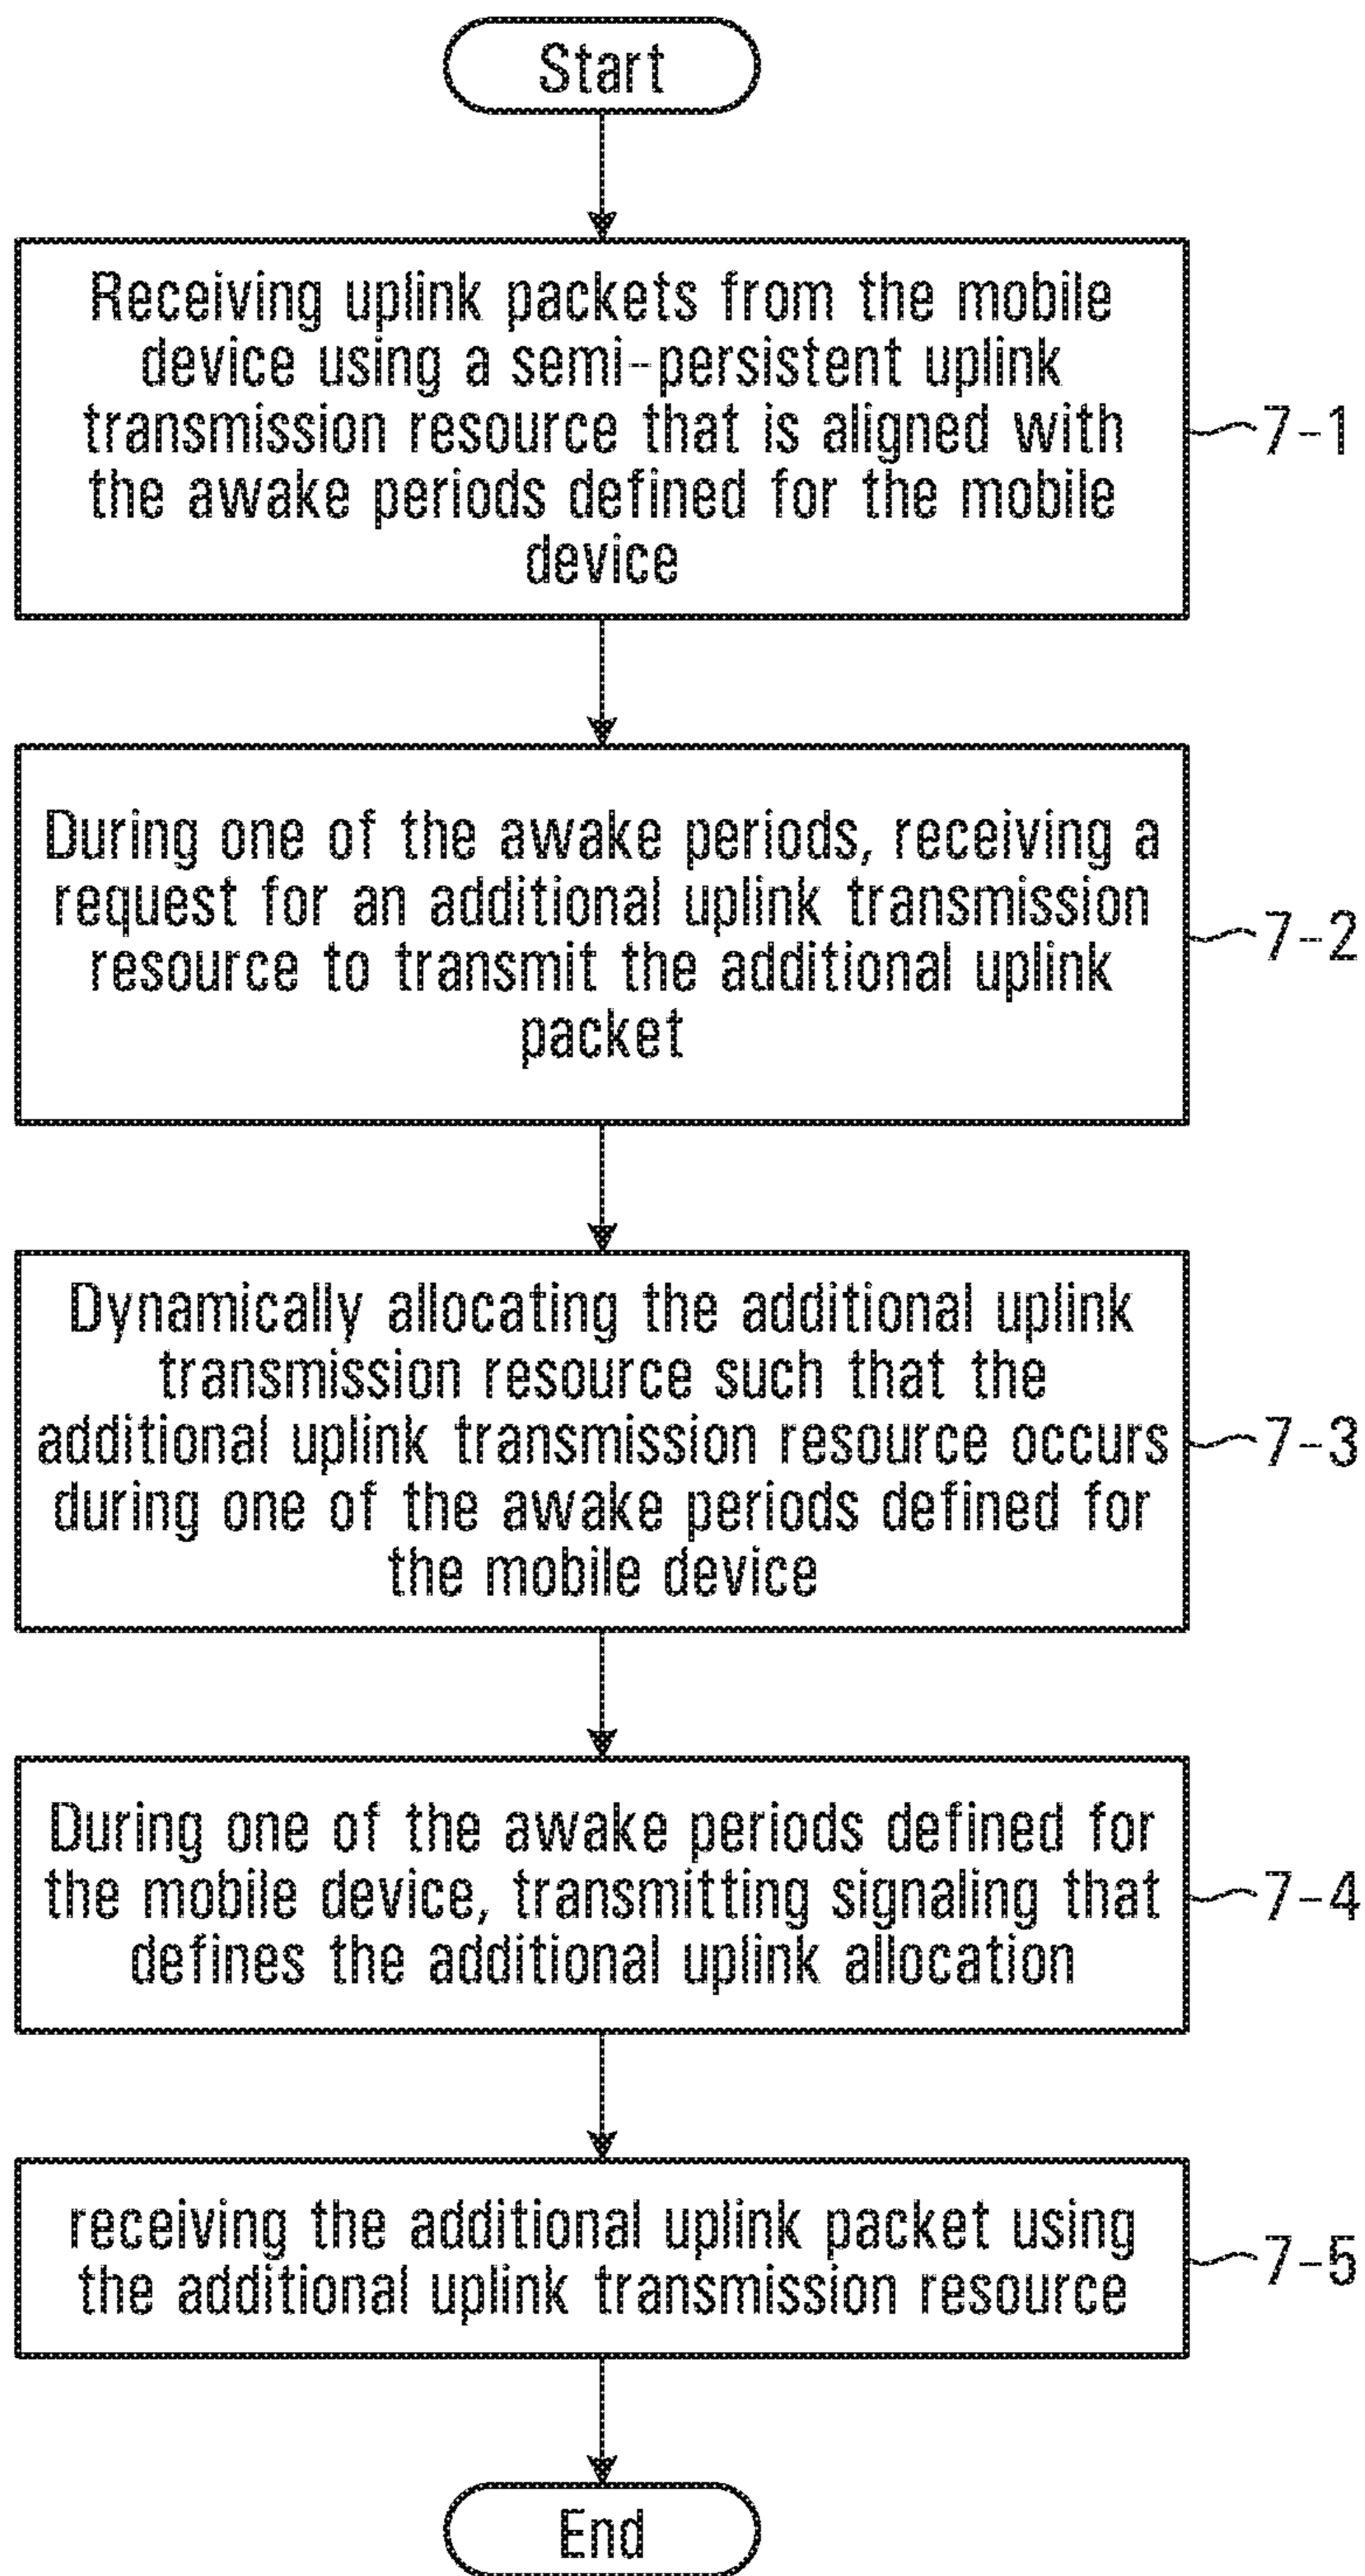 Start
Receiving uplink packets from the mobile
device using a semi-persistent uplink
transmission resource that is aligned with
the awake periods defined for the mobile
device
7-1
During one of the awake periods, receiving a
request for an additional uplink transmission
resource to transmit the additional uplink
packet
7-2
Dynamically allocating the additional uplink
transmission resource such that the
additional uplink transmission resource occurs
during one of the awake periods defined for
the mobile device
7-3
During one of the awake periods defined for
the mobile device, transmitting signaling that
defines the additional uplink allocation
7-4
receiving the additional uplink packet using
the additional uplink transmission resource
7-5
End